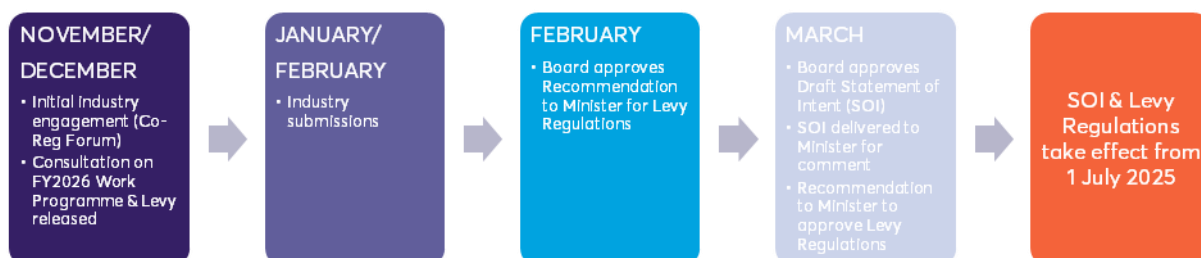 NOVEMBER/
DECEMBER
• Initial industry
engagement (Co-
Reg Forum)
• Consultation on
FY2026 Work
Programme & Levy
released
JANUARY/
FEBRUARY
• Industry
submissions
FEBRUARY
• Board approves
Recommendation
to Minister for Levy
Regulations
MARCH
• Board approves
Draft Statement of
Intent (SOI)
• SOI delivered to
Minister for
comment
• Recommendation
to Minister to
approve Levy
Regulations
SOI & Levy
Regulations
take effect from
1 July 2025